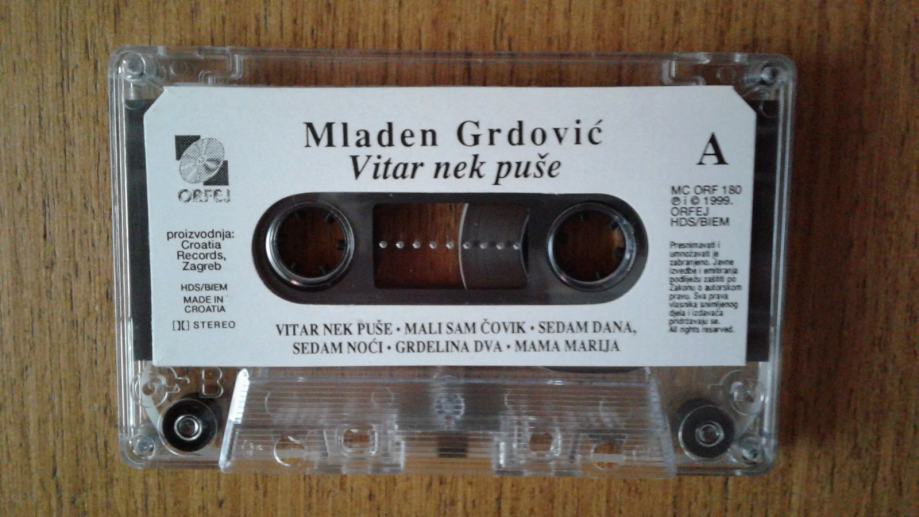 Mladen Grdović
Vitar nek puše
A
ORFEJ
proizvodnja:
Croatia
Records,
Zagreb
HDS/BIEM
MADE IN
CROATIA
STEREO
MC ORF 180
℗ i © 1999.
ORFEJ
HDS/BIEM
Presnimavati i
umnožavati je
zabranjeno. Javne
izvedbe i emitiranja
podliježu zaštiti po
Zakonu o autorskom
pravu. Sva prava
vlasnika snimljenog
djela i izdavača
pridržavaju se.
All rights reserved.
VITAR NEK PUŠE • MALI SAM ČOVIK • SEDAM DANA,
SEDAM NOĆI • GRDELINA DVA • MAMA MARIJA
B